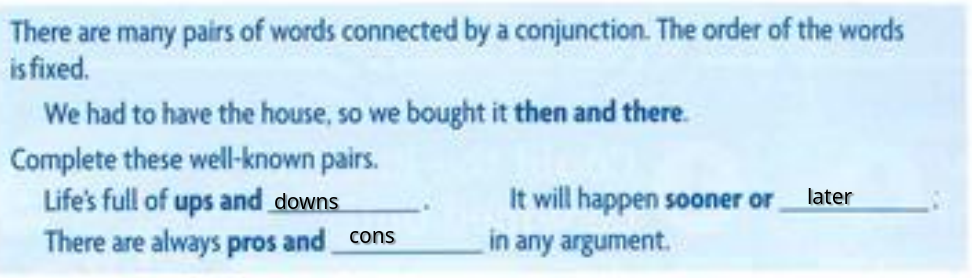 There are many pairs of words connected by a conjunction. The order of the words
is fixed.
We had to have the house, so we bought it then and there.
Complete these well-known pairs.
Life's full of ups and downs. It will happen sooner or later.
There are always pros and cons in any argument.